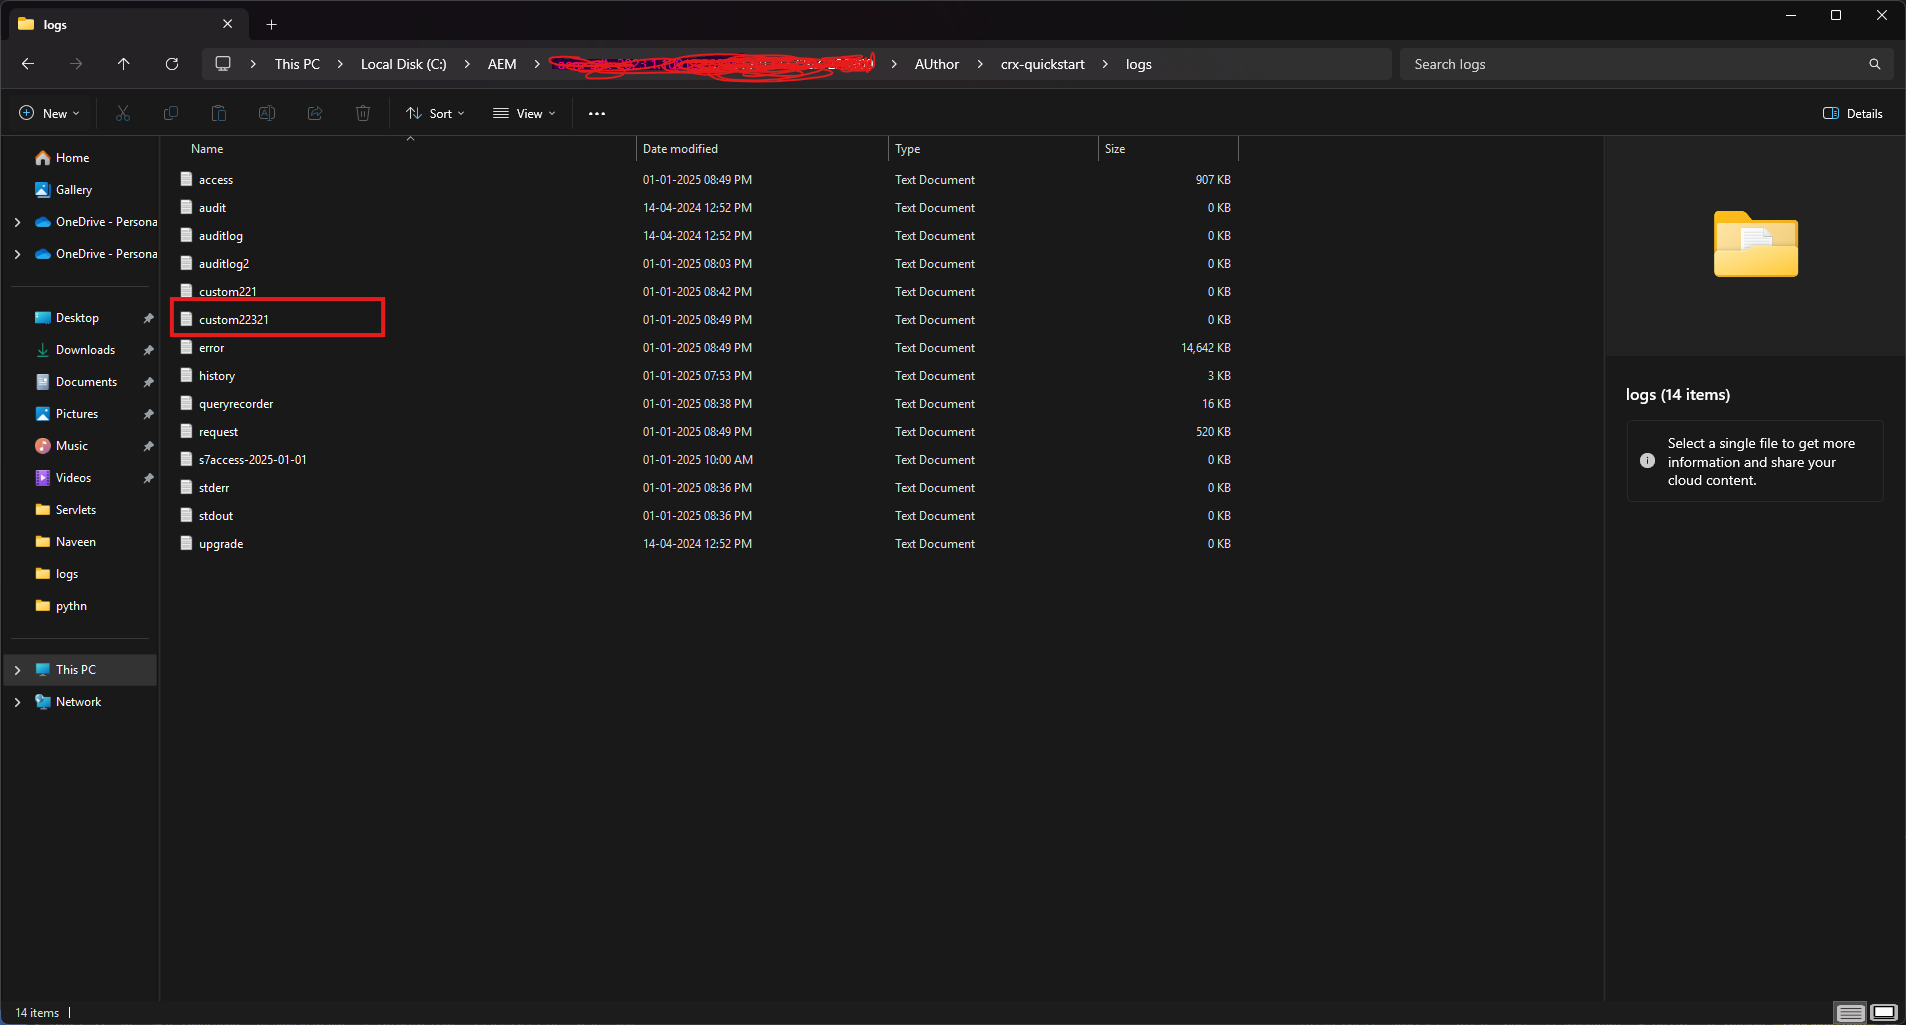 logs
This PC Local Disk (C:) AEM AUthor crx-quickstart logs Search logs
New Sort View Details
Home
Gallery
OneDrive - Persona
OneDrive - Persona
Desktop
Downloads
Documents
Pictures
Music
Videos
Servlets
Naveen
logs
pythn
This PC
Network
Name Date modified Type Size
access 01-01-2025 08:49 PM Text Document 907 KB
audit 14-04-2024 12:52 PM Text Document 0 KB
auditlog 14-04-2024 12:52 PM Text Document 0 KB
auditlog2 01-01-2025 08:03 PM Text Document 0 KB
custom221 01-01-2025 08:42 PM Text Document 0 KB
custom22321 01-01-2025 08:49 PM Text Document 0 KB
error 01-01-2025 08:49 PM Text Document 14,642 KB
history 01-01-2025 07:53 PM Text Document 3 KB
queryrecorder 01-01-2025 08:38 PM Text Document 16 KB
request 01-01-2025 08:49 PM Text Document 520 KB
s7access-2025-01-01 01-01-2025 10:00 AM Text Document 0 KB
stderr 01-01-2025 08:36 PM Text Document 0 KB
stdout 01-01-2025 08:36 PM Text Document 0 KB
upgrade 14-04-2024 12:52 PM Text Document 0 KB
logs (14 items)
Select a single file to get more
information and share your
cloud content.
14 items